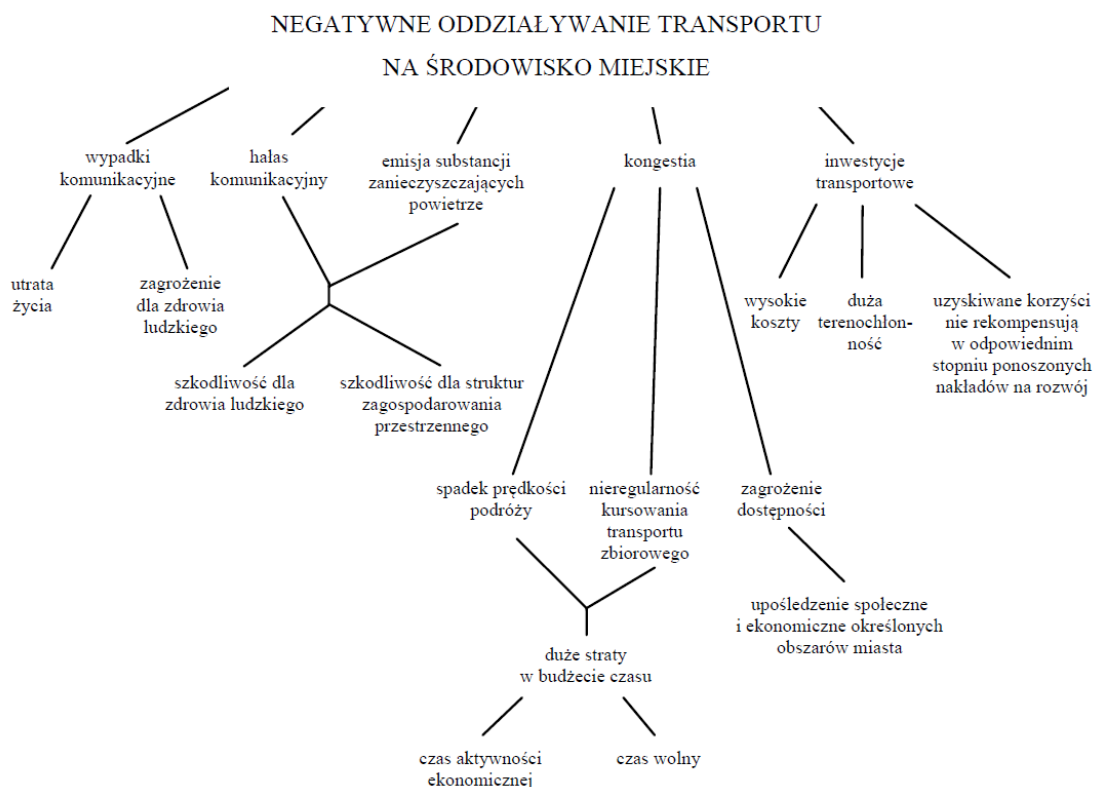 NEGATYWNE ODDZIAŁYWANIE TRANSPORTU
NA ŚRODOWISKO MIEJSKIE
wypadki
komunikacyjne
hałas
komunikacyjny
emisja substancji
zanieczyszczających
powietrze
kongestia
inwestycje
transportowe
utrata
życia
zagrożenie
dla zdrowia
ludzkiego
wysokie
koszty
duża
terenochłon-
ność
uzyskiwane korzyści
nie rekompensują
w odpowiednim
stopniu ponoszonych
nakładów na rozwój
szkodliwość dla
zdrowia ludzkiego
szkodliwość dla struktur
zagospodarowania
przestrzennego
spadek prędkości
podróży
nieregularność
kursowania
transportu
zbiorowego
zagrożenie
dostępności
upośledzenie społeczne
i ekonomiczne określonych
obszarów miasta
duże straty
w budżecie czasu
czas aktywności
ekonomicznej
czas wolny